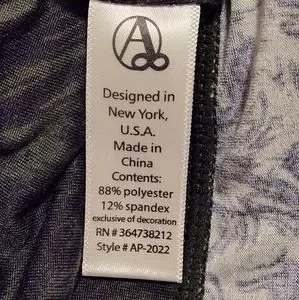 A
Designed in
New York,
U.S.A.
Made in
China
Contents:
88% polyester
12% spandex
exclusive of decoration
RN # 364738212
Style # AP-2022